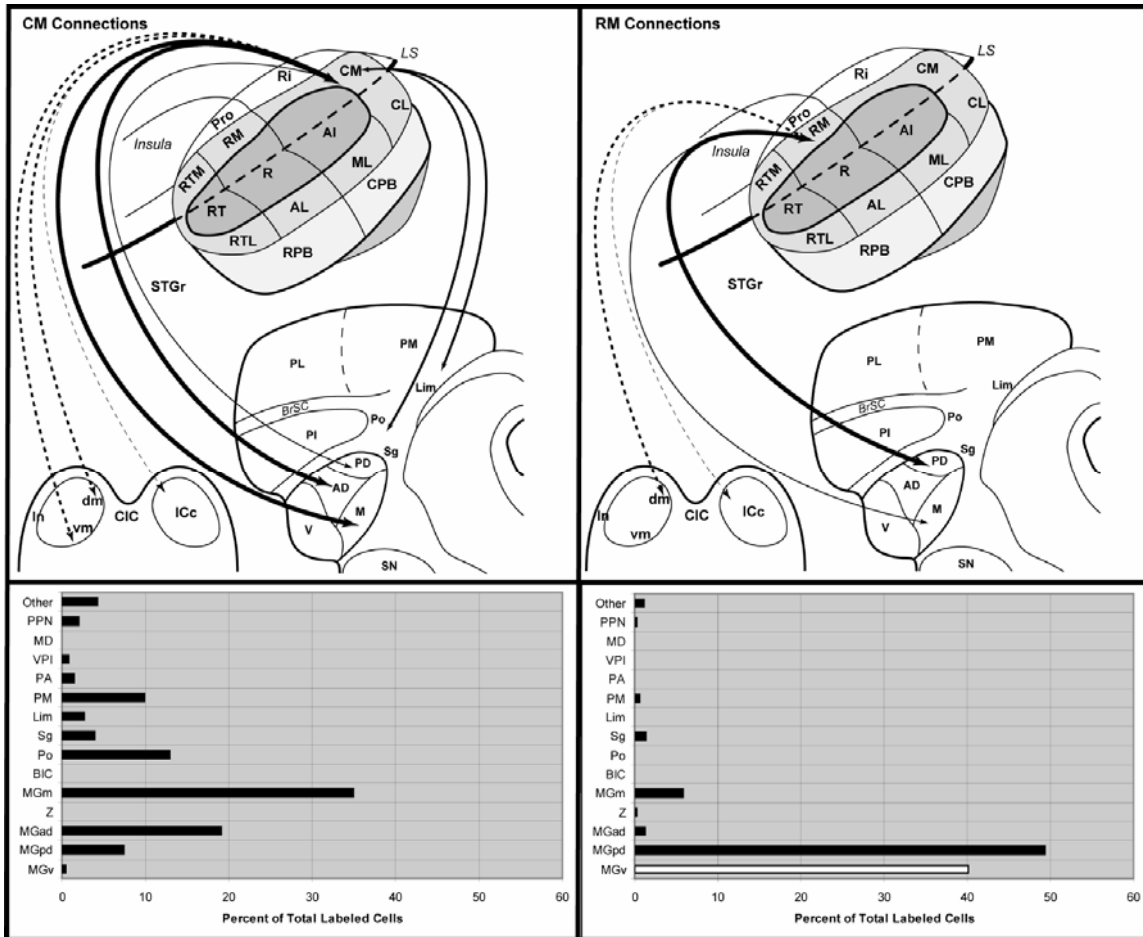 CM Connections
LS
Ri
CM
CL
Pro
RM
AI
Insula
ML
CPB
RTM
R
RT
AL
RTL
RPB
STGr
PM
PL
Lim
BrSC
Po
PI
Sg
PD
AD
dm
M
In
ICc
CIC
vm
V
SN
RM Connections
LS
Ri
CM
CL
Pro
RM
AI
Insula
ML
CPB
RTM
R
RT
AL
RTL
RPB
STGr
PM
PL
Lim
BrSC
Po
PI
Sg
PD
AD
dm
M
In
ICc
CIC
vm
V
SN
Other
PPN
MD
VPI
PA
PM
Lim
Sg
Po
BIC
MGm
Z
MGad
MGpd
MGv
0 10 20 30 40 50 60
Percent of Total Labeled Cells
Other
PPN
MD
VPI
PA
PM
Lim
Sg
Po
BIC
MGm
Z
MGad
MGpd
MGv
0 10 20 30 40 50 60
Percent of Total Labeled Cells